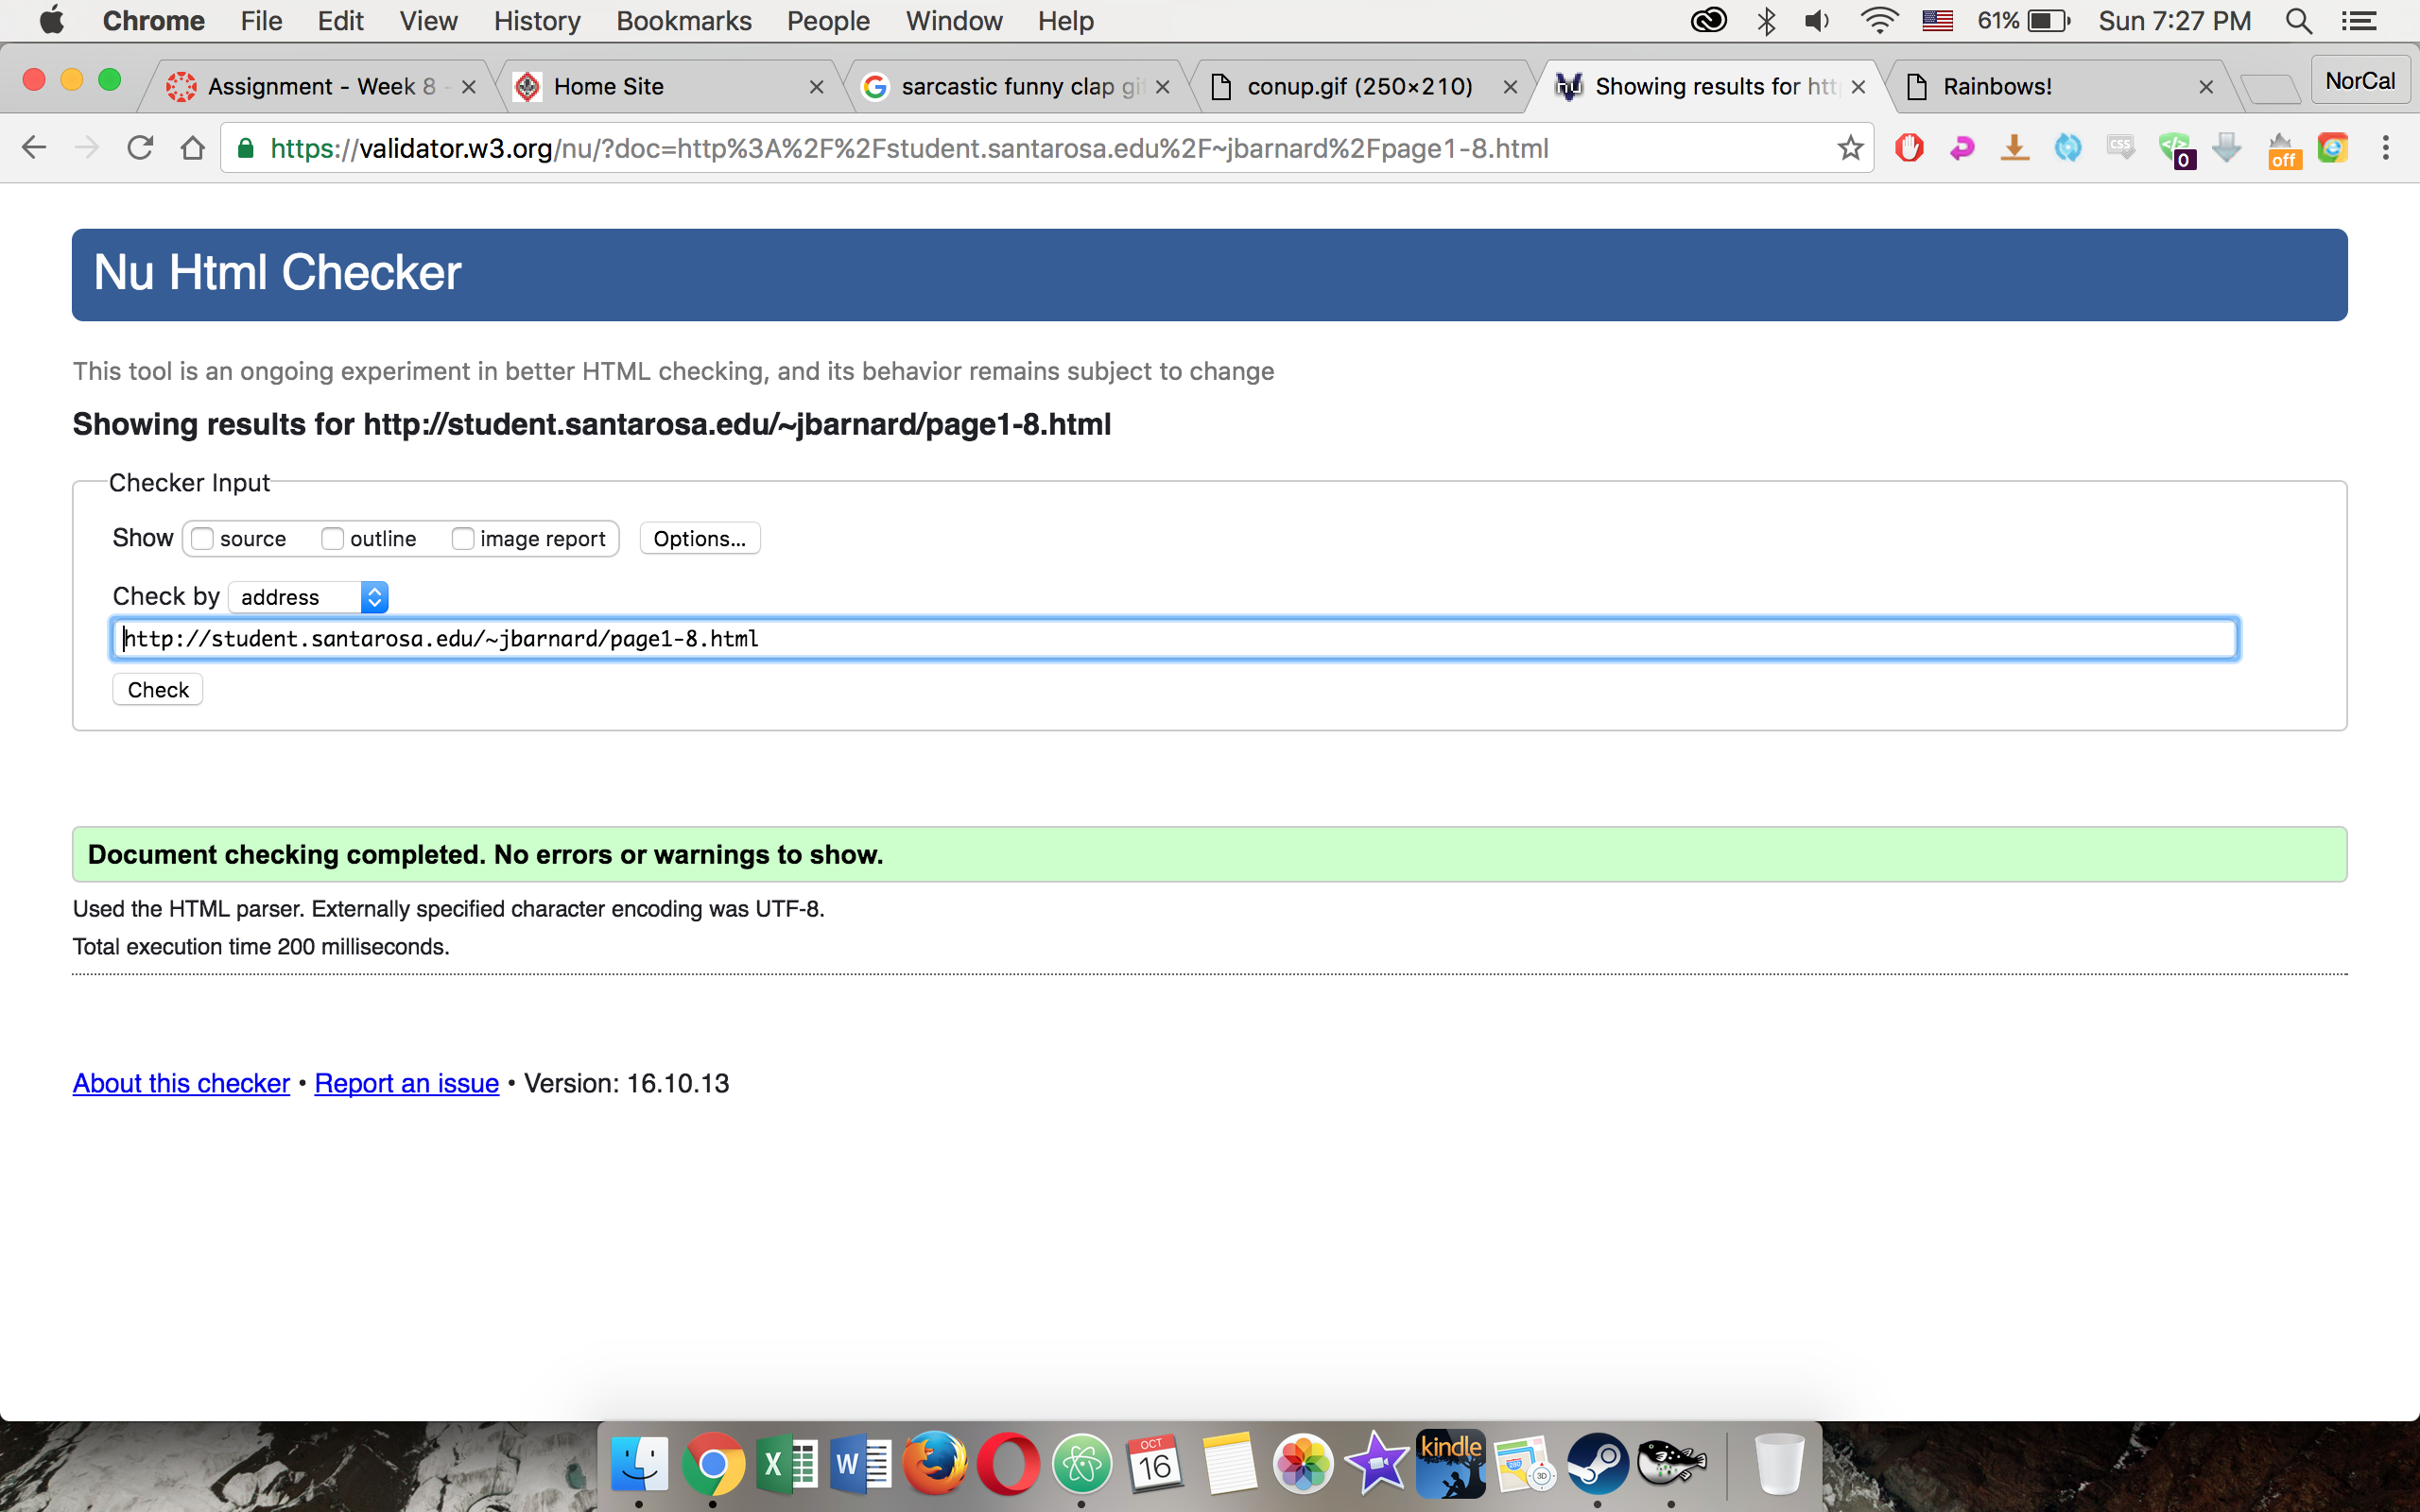 Chrome File Edit View History Bookmarks People Window Help 61% Sun 7:27 PM
Assignment - Week 8 - Home Site sarcastic funny clap gi conup.gif (250×210) Showing results for htt Rainbows! NorCal
https://validator.w3.org/nu/?doc=http%3A%2F%2Fstudent.santarosa.edu%2F~jbarnard%2Fpage1-8.html CSS 0 off
Nu Html Checker
This tool is an ongoing experiment in better HTML checking, and its behavior remains subject to change
Showing results for http://student.santarosa.edu/~jbarnard/page1-8.html
Checker Input
Show source outline image report Options...
Check by address
http://student.santarosa.edu/~jbarnard/page1-8.html
Check
Document checking completed. No errors or warnings to show.
Used the HTML parser. Externally specified character encoding was UTF-8.
Total execution time 200 milliseconds.
About this checker • Report an issue • Version: 16.10.13
OCT
16
kindle
280
3D